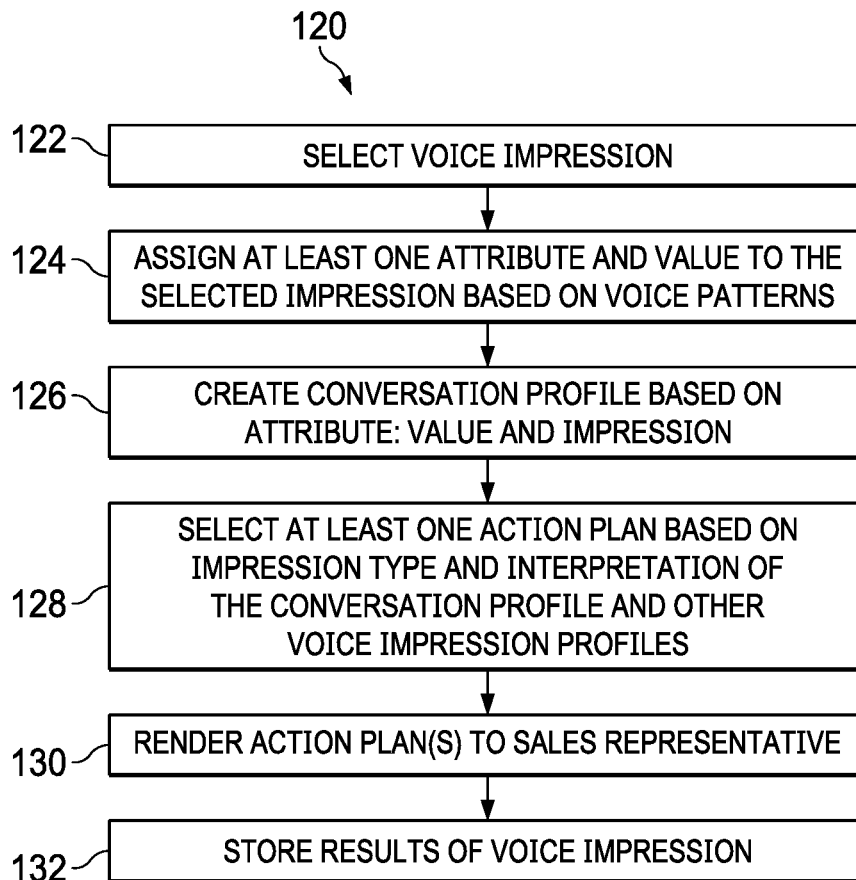 120
122
SELECT VOICE IMPRESSION
124
ASSIGN AT LEAST ONE ATTRIBUTE AND VALUE TO THE
SELECTED IMPRESSION BASED ON VOICE PATTERNS
126
CREATE CONVERSATION PROFILE BASED ON
ATTRIBUTE: VALUE AND IMPRESSION
128
SELECT AT LEAST ONE ACTION PLAN BASED ON
IMPRESSION TYPE AND INTERPRETATION OF
THE CONVERSATION PROFILE AND OTHER
VOICE IMPRESSION PROFILES
130
RENDER ACTION PLAN(S) TO SALES REPRESENTATIVE
132
STORE RESULTS OF VOICE IMPRESSION